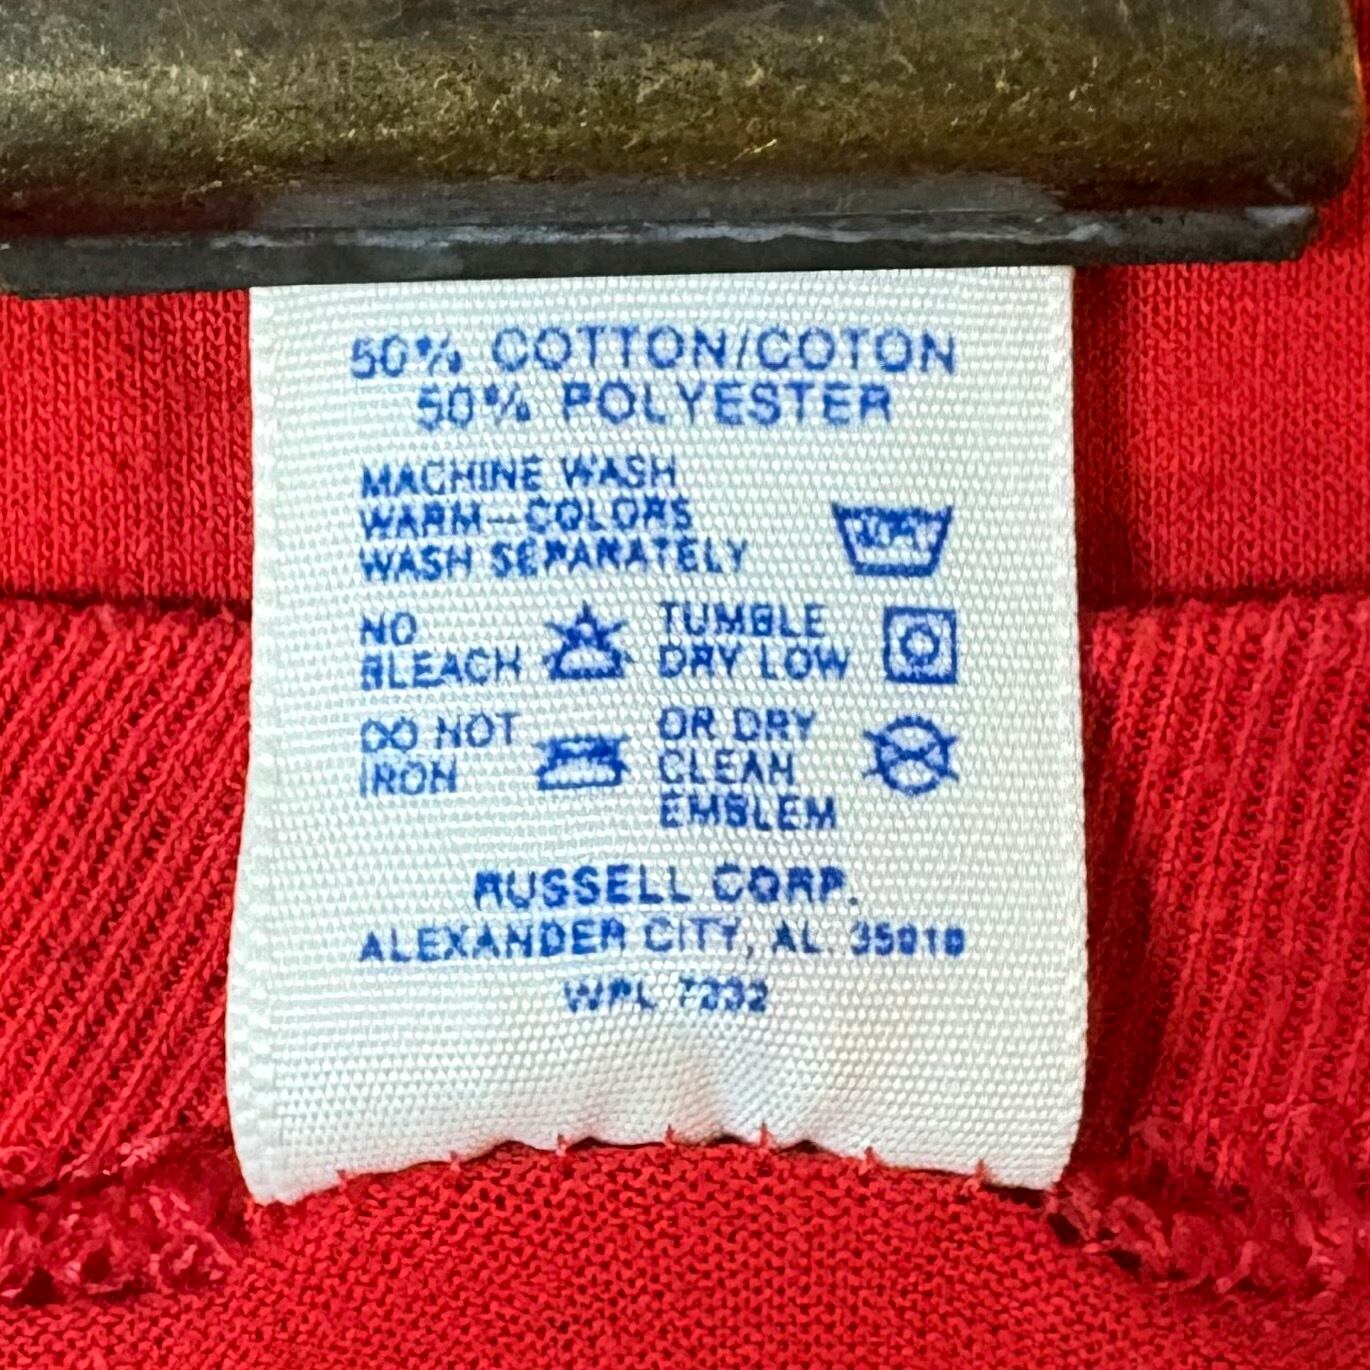 50% COTTON/COTON
50% POLYESTER
MACHINE WASH
WARM—COLORS
WASH SEPARATELY
NO
BLEACH
TUMBLE
DRY LOW
DO NOT
IRON
OR DRY
CLEAN
EMBLEM
RUSSELL CORP.
ALEXANDER CITY, AL. 35010
WPL 7232